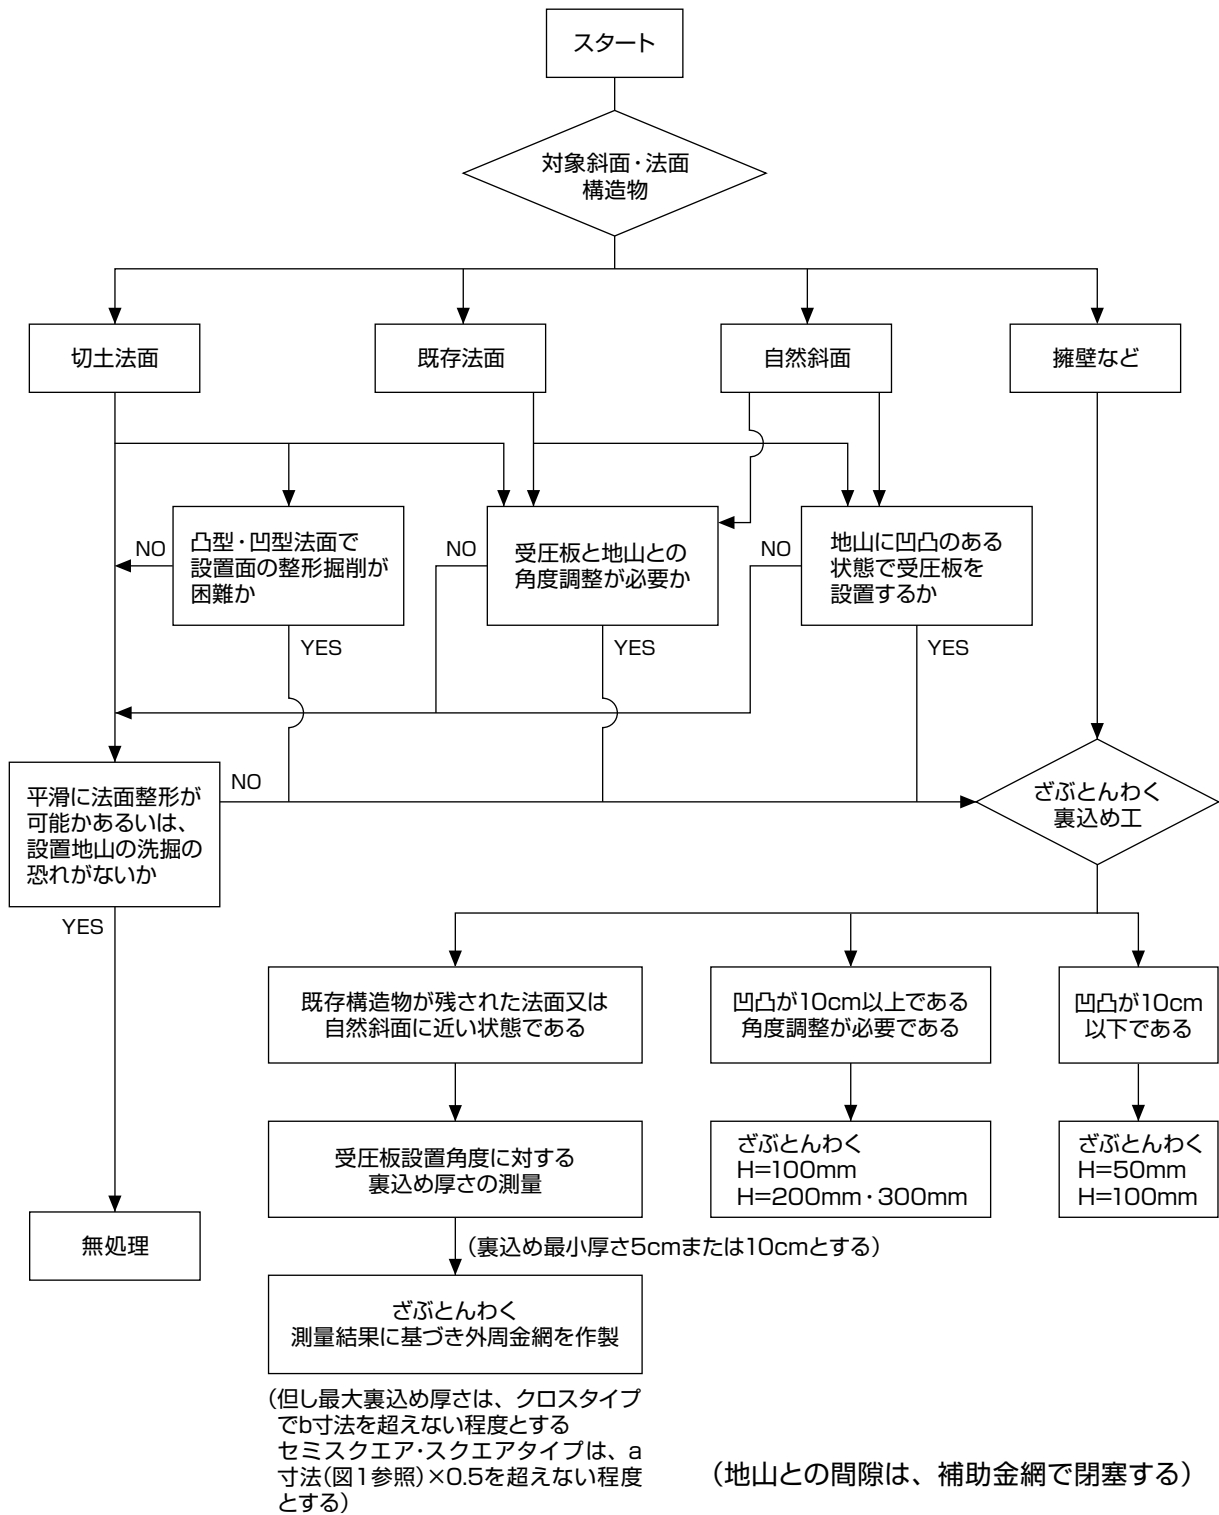 スタート
対象斜面・法面
構造物
切土法面
既存法面
自然斜面
擁壁など
凸型・凹型法面で
設置面の整形掘削が
困難か
NO
YES
受圧板と地山との
角度調整が必要か
NO
YES
地山に凹凸のある
状態で受圧板を
設置するか
NO
YES
平滑に法面整形が
可能かあるいは、
設置地山の洗掘の
恐れがないか
NO
YES
ざぶとんわく
裏込め工
既存構造物が残された法面又は
自然斜面に近い状態である
凹凸が10cm以上である
角度調整が必要である
凹凸が10cm
以下である
受圧板設置角度に対する
裏込め厚さの測量
ざぶとんわく
H=100mm
H=200mm・300mm
ざぶとんわく
H=50mm
H=100mm
無処理
（裏込め最小厚さ5cmまたは10cmとする）
ざぶとんわく
測量結果に基づき外周金網を作製
（但し最大裏込め厚さは、クロスタイプ
でb寸法を超えない程度とする
セミスクエア・スクエアタイプは、a
寸法(図1参照)×0.5を超えない程度
とする）
（地山との間隙は、補助金網で閉塞する）